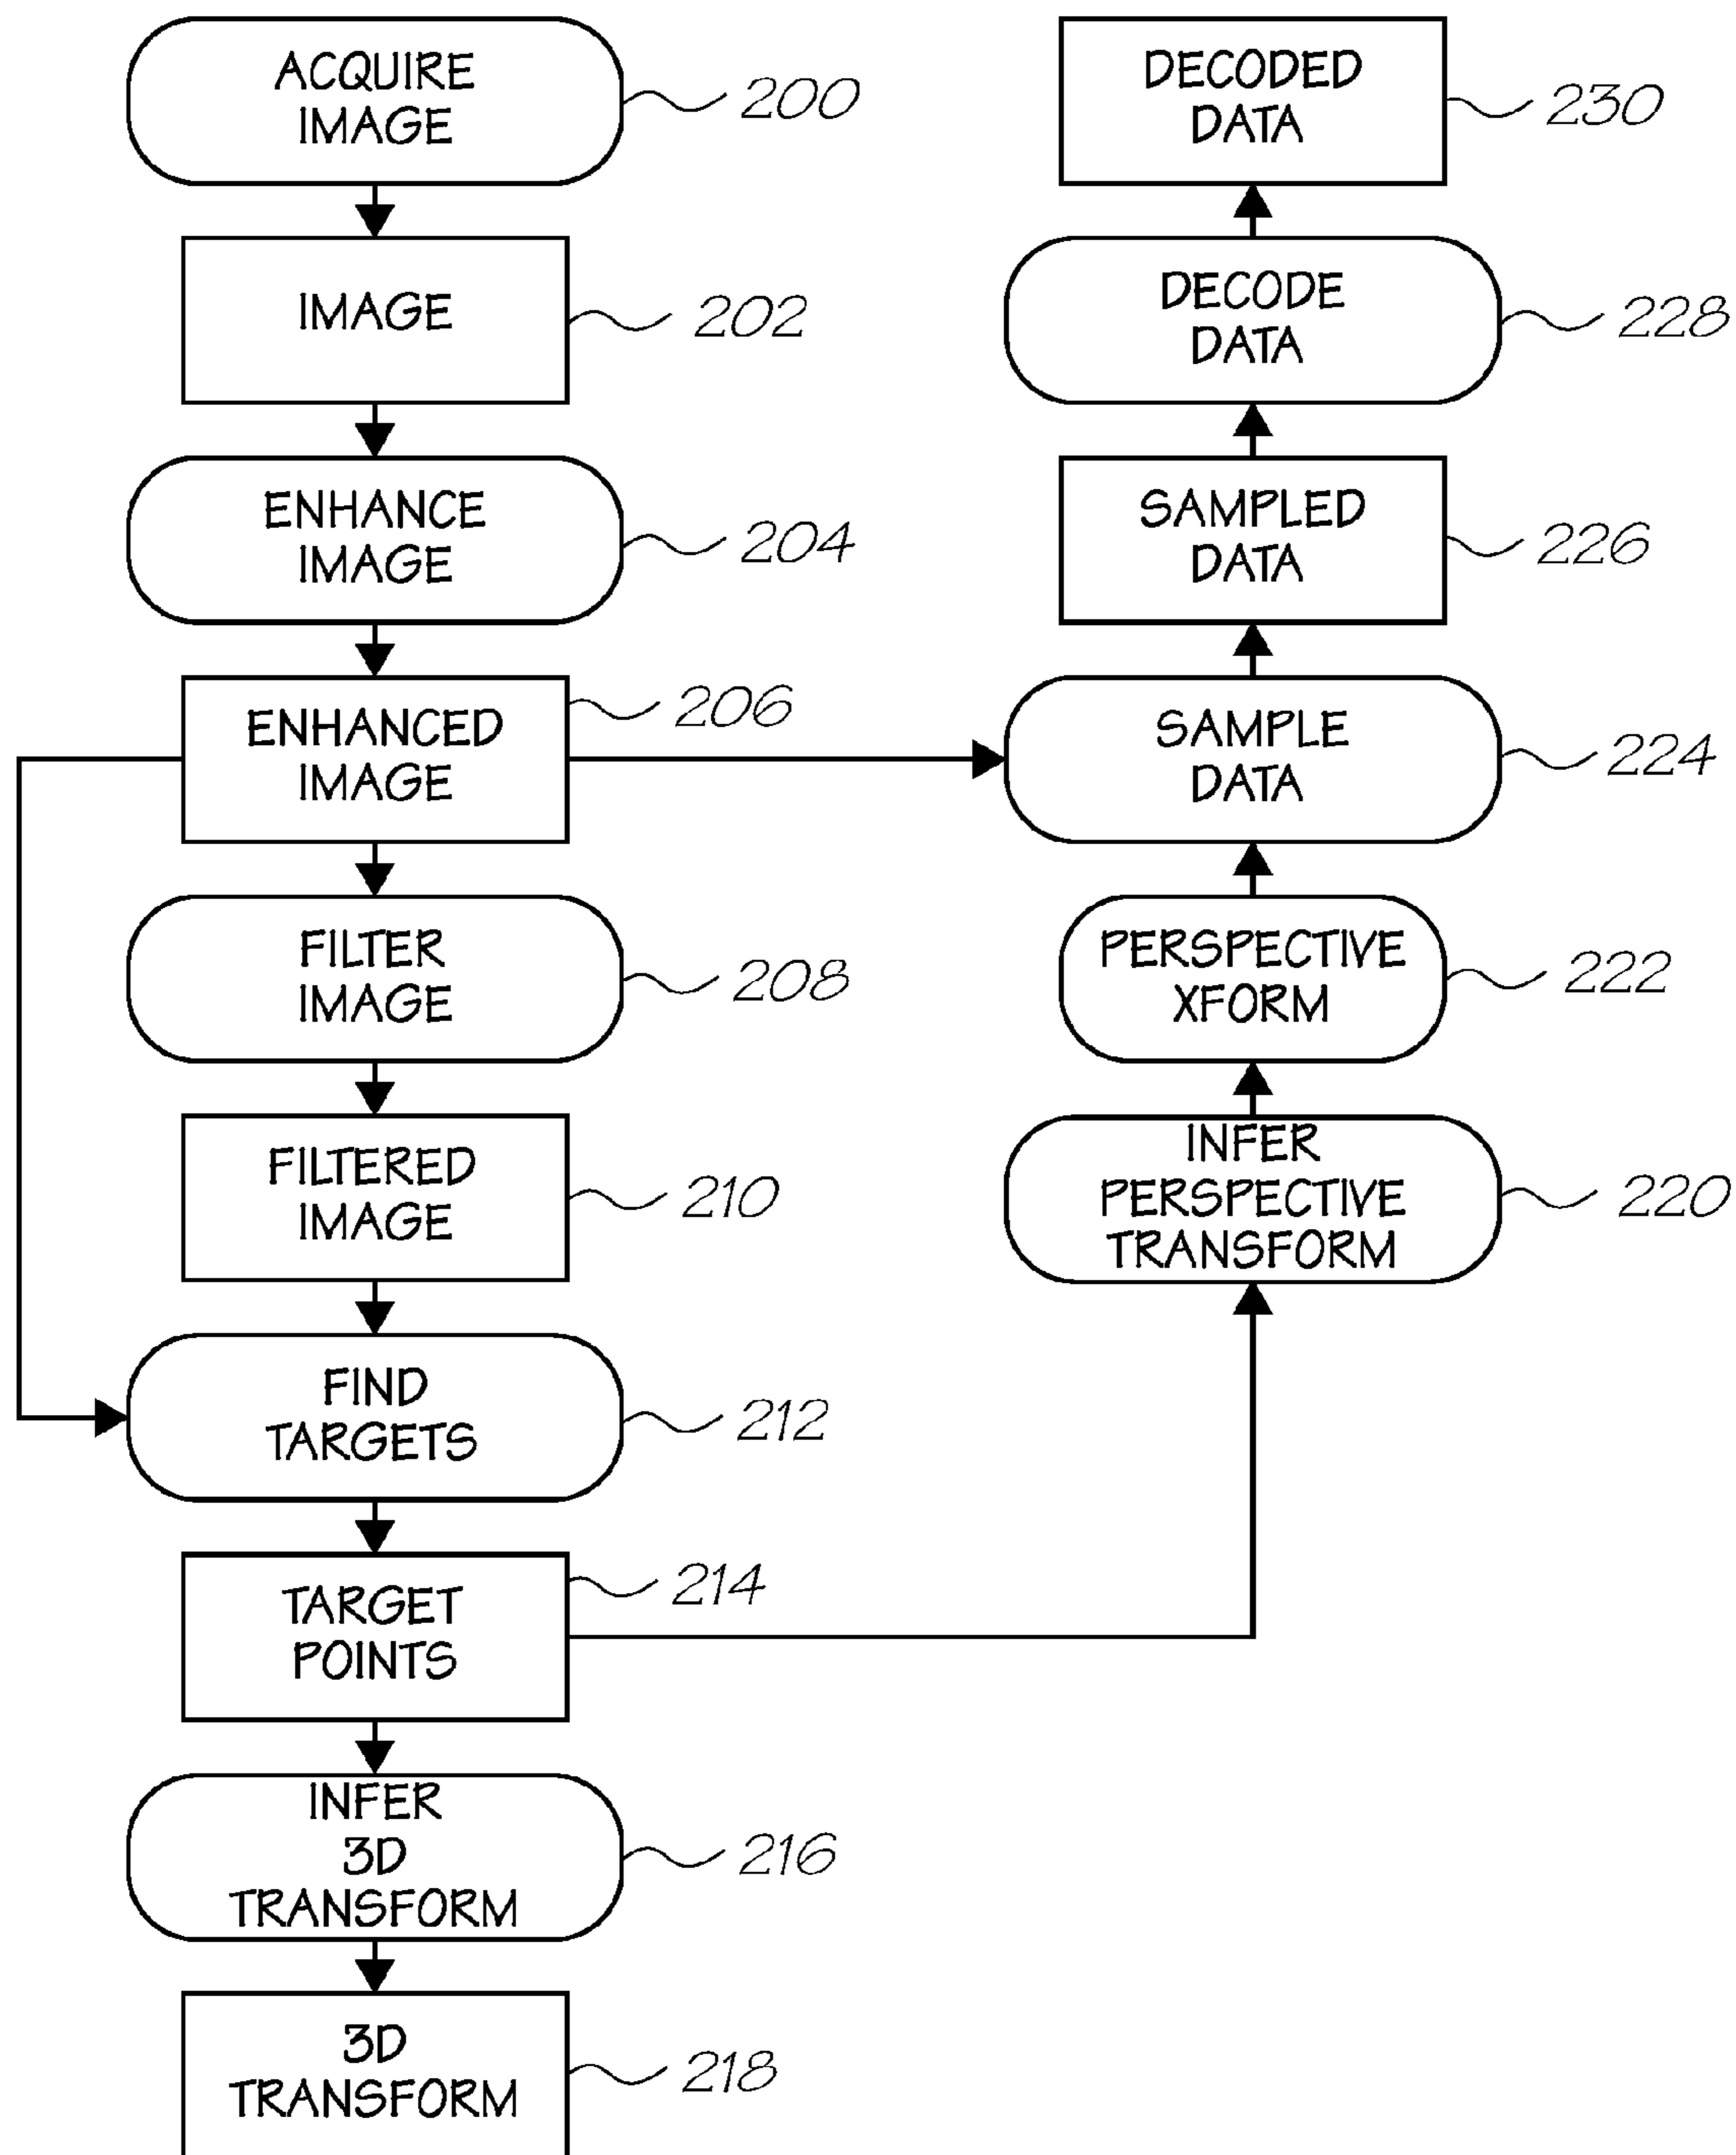 ACQUIRE
IMAGE
200
IMAGE
202
ENHANCE
IMAGE
204
ENHANCED
IMAGE
206
FILTER
IMAGE
208
FILTERED
IMAGE
210
FIND
TARGETS
212
TARGET
POINTS
214
INFER
3D
TRANSFORM
216
3D
TRANSFORM
218
DECODED
DATA
230
DECODE
DATA
228
SAMPLED
DATA
226
SAMPLE
DATA
224
PERSPECTIVE
XFORM
222
INFER
PERSPECTIVE
TRANSFORM
220